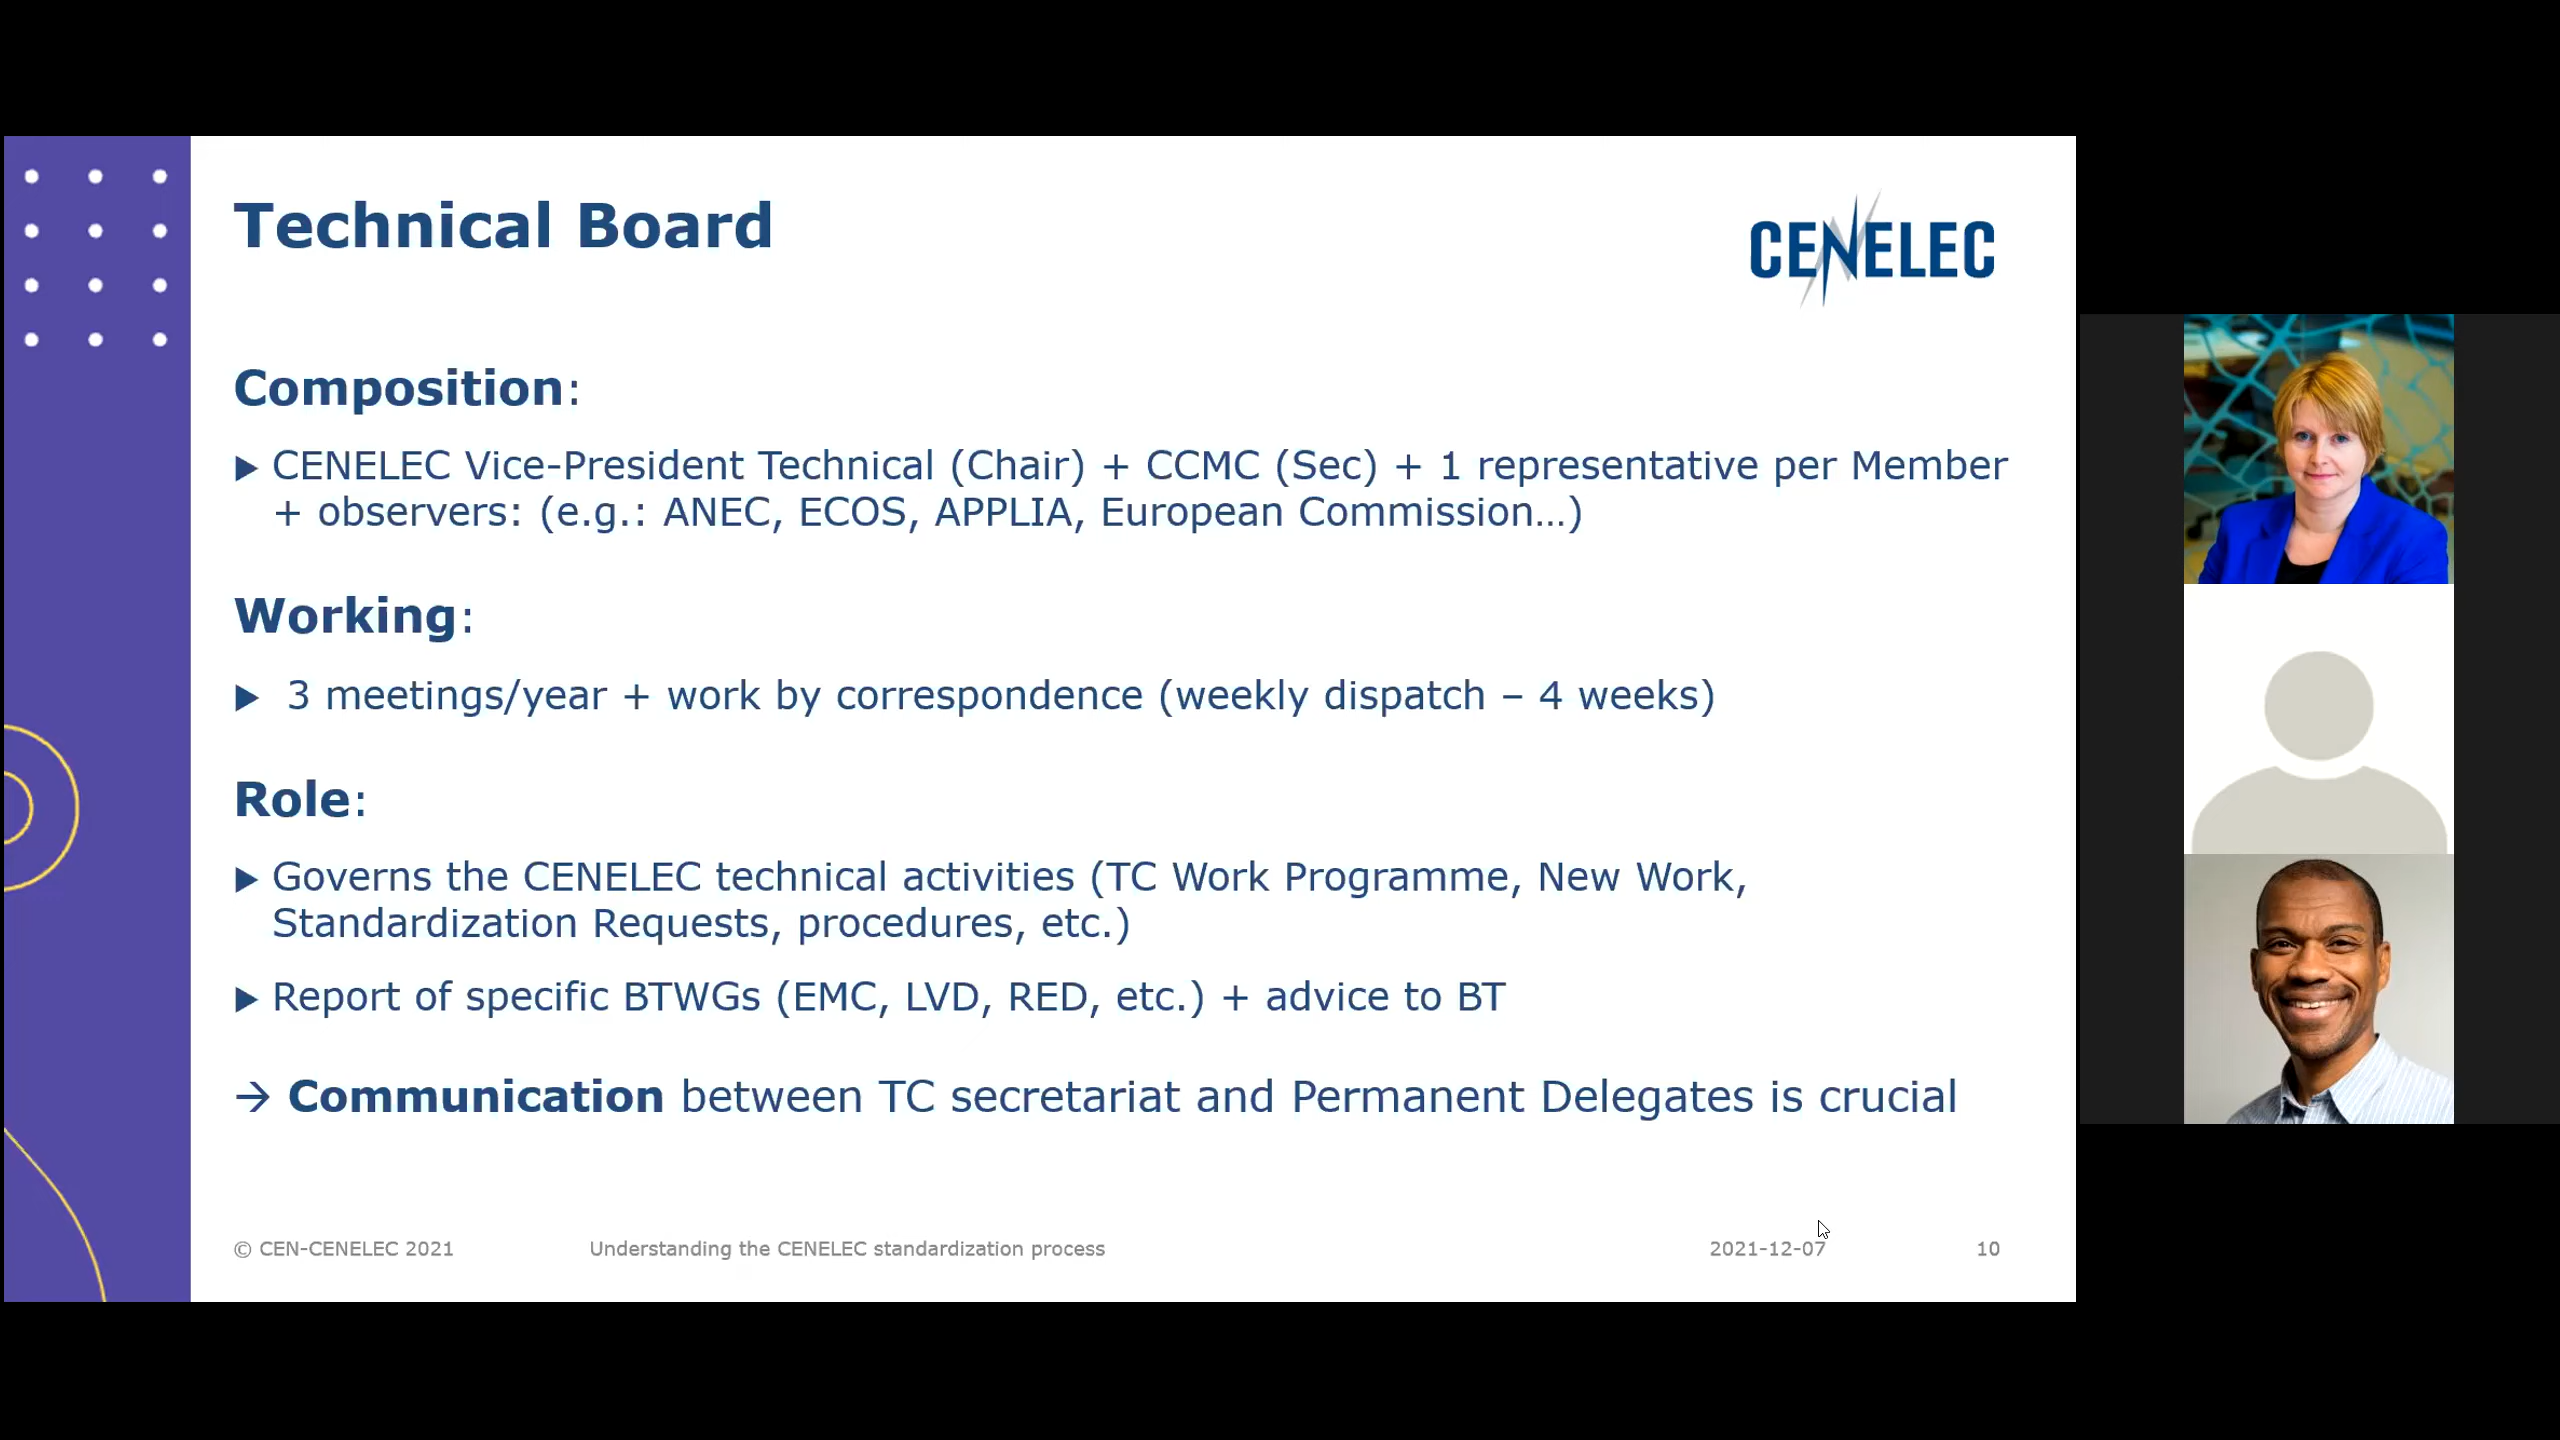 Technical Board
CENELEC
Composition:
▶ CENELEC Vice-President Technical (Chair) + CCMC (Sec) + 1 representative per Member
+ observers: (e.g.: ANEC, ECOS, APPLIA, European Commission…)
Working:
▶ 3 meetings/year + work by correspondence (weekly dispatch – 4 weeks)
Role:
▶ Governs the CENELEC technical activities (TC Work Programme, New Work,
Standardization Requests, procedures, etc.)
▶ Report of specific BTWGs (EMC, LVD, RED, etc.) + advice to BT
→ Communication between TC secretariat and Permanent Delegates is crucial
© CEN-CENELEC 2021 Understanding the CENELEC standardization process 2021-12-07 10